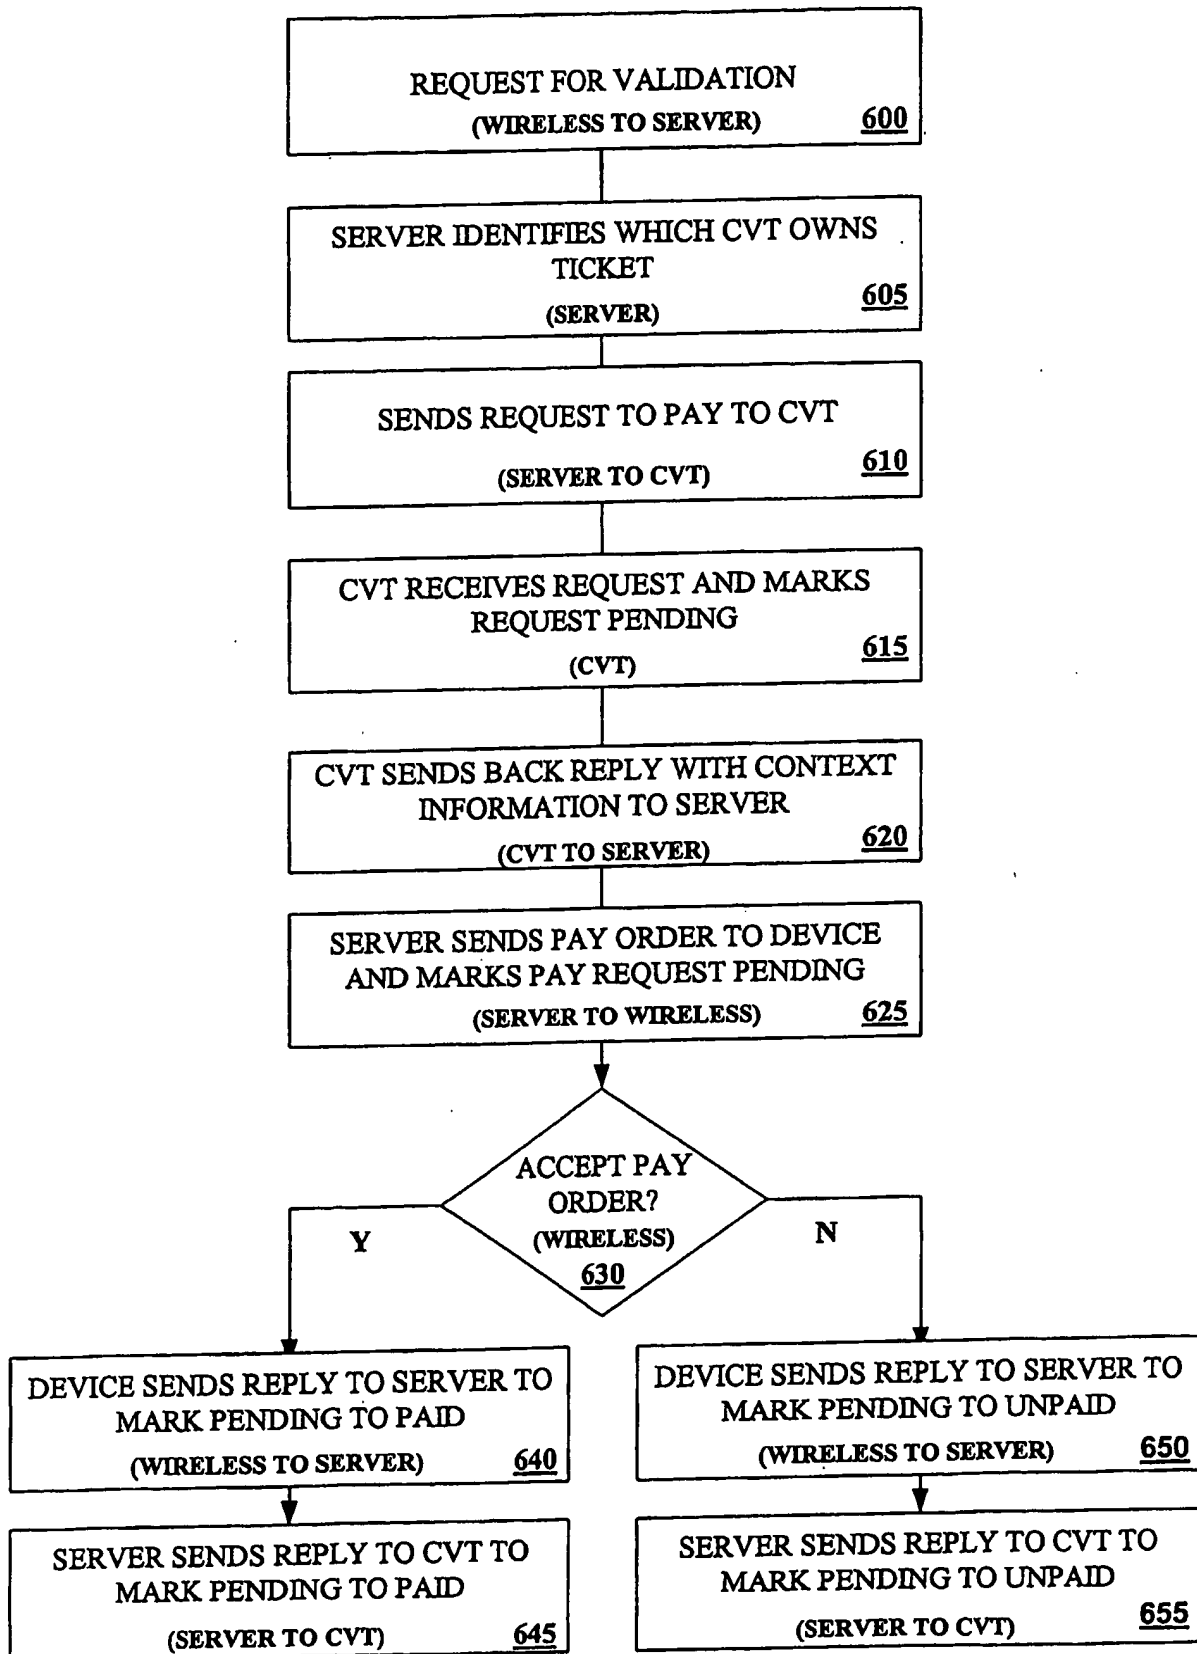 REQUEST FOR VALIDATION
(WIRELESS TO SERVER)
600
SERVER IDENTIFIES WHICH CVT OWNS
TICKET
(SERVER)
605
SENDS REQUEST TO PAY TO CVT
(SERVER TO CVT)
610
CVT RECEIVES REQUEST AND MARKS
REQUEST PENDING
(CVT)
615
CVT SENDS BACK REPLY WITH CONTEXT
INFORMATION TO SERVER
(CVT TO SERVER)
620
SERVER SENDS PAY ORDER TO DEVICE
AND MARKS PAY REQUEST PENDING
(SERVER TO WIRELESS)
625
ACCEPT PAY
ORDER?
(WIRELESS)
630
Y
N
DEVICE SENDS REPLY TO SERVER TO
MARK PENDING TO PAID
(WIRELESS TO SERVER)
640
DEVICE SENDS REPLY TO SERVER TO
MARK PENDING TO UNPAID
(WIRELESS TO SERVER)
650
SERVER SENDS REPLY TO CVT TO
MARK PENDING TO PAID
(SERVER TO CVT)
645
SERVER SENDS REPLY TO CVT TO
MARK PENDING TO UNPAID
(SERVER TO CVT)
655